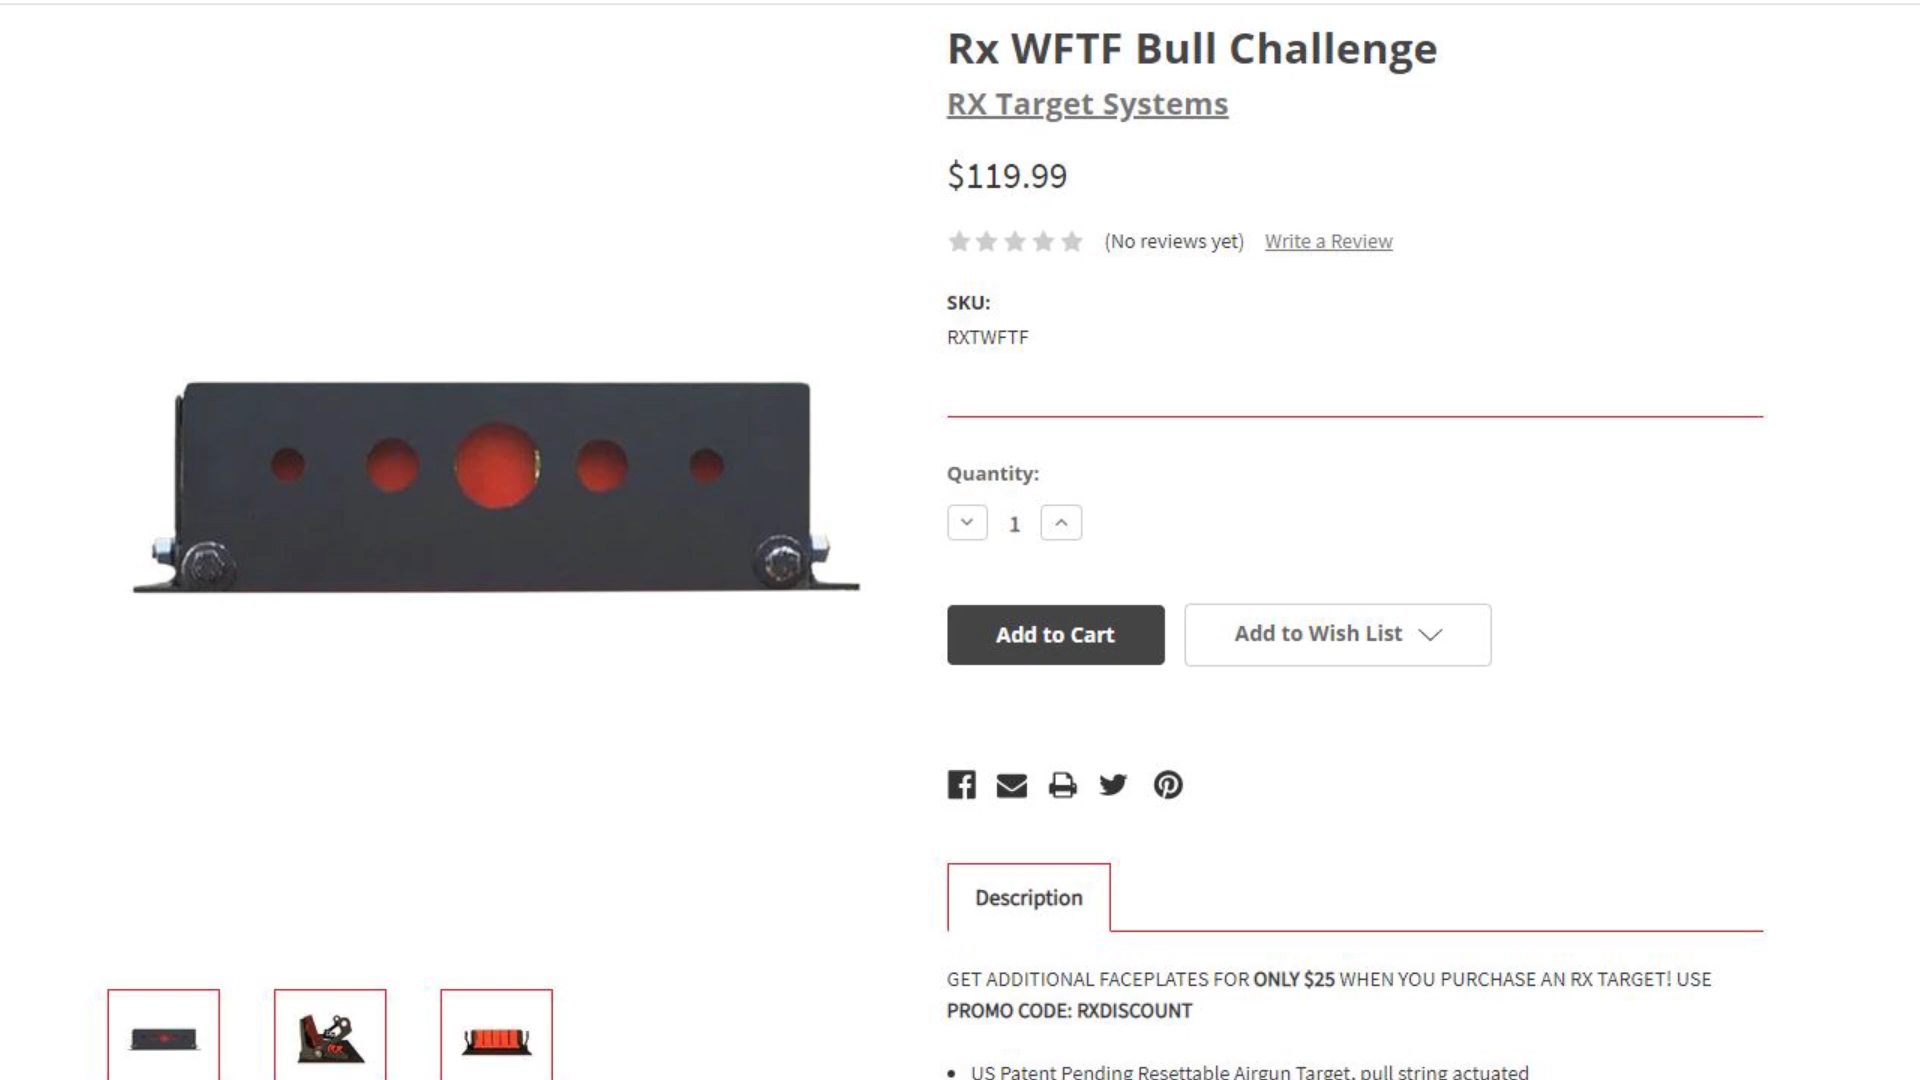 Rx WFTF Bull Challenge
RX Target Systems
$119.99
(No reviews yet) Write a Review
SKU:
RXTWFTF
Quantity:
1
Add to Cart Add to Wish List
Description
GET ADDITIONAL FACEPLATES FOR ONLY $25 WHEN YOU PURCHASE AN RX TARGET! USE
PROMO CODE: RXDISCOUNT
RX
• US Patent Pending Resettable Airgun Target, pull string actuated